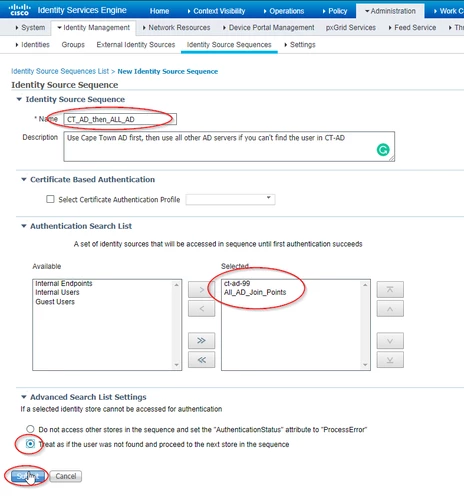 cisco Identity Services Engine Home Context Visibility Operations Policy Administration Work C
System Identity Management Network Resources Device Portal Management pxGrid Services Feed Service Thr
Identities Groups External Identity Sources Identity Source Sequences Settings
Identity Source Sequences List > New Identity Source Sequence
Identity Source Sequence
Identity Source Sequence
* Name CT_AD_then_ALL_AD
Description Use Cape Town AD first, then use all other AD servers if you can't find the user in CT-AD
Certificate Based Authentication
Select Certificate Authentication Profile
Authentication Search List
A set of identity sources that will be accessed in sequence until first authentication succeeds
Available Selected
Internal Endpoints ct-ad-99
Internal Users All_AD_Join_Points
Guest Users
Advanced Search List Settings
If a selected identity store cannot be accessed for authentication
Do not access other stores in the sequence and set the "AuthenticationStatus" attribute to "ProcessError"
Treat as if the user was not found and proceed to the next store in the sequence
Submit Cancel